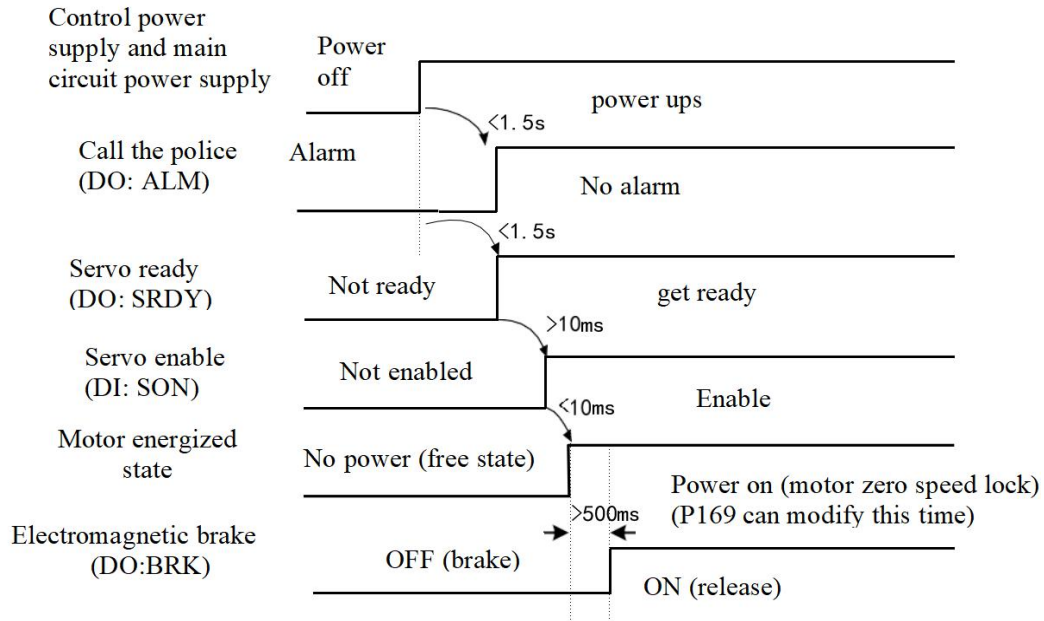 Control power
supply and main
circuit power supply
Power
off
power ups
<1.5s
Call the police
(DO: ALM)
Alarm
No alarm
<1.5s
Servo ready
(DO: SRDY)
Not ready
get ready
>10ms
Servo enable
(DI: SON)
Not enabled
Enable
<10ms
Motor energized
state
No power (free state)
Power on (motor zero speed lock)
(P169 can modify this time)
>500ms
Electromagnetic brake
(DO:BRK)
OFF (brake)
ON (release)